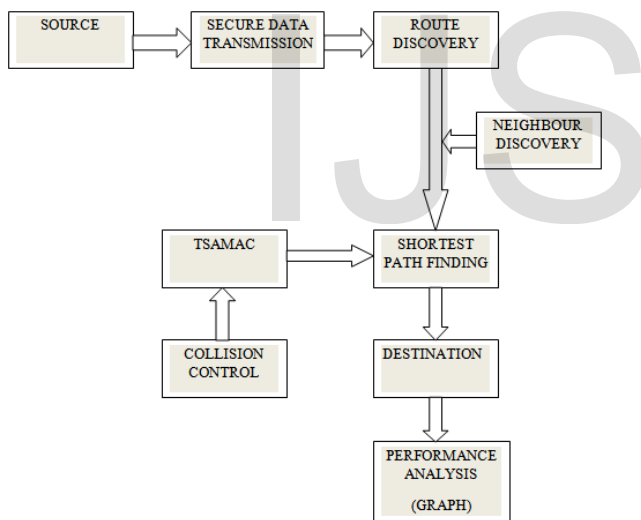 SOURCE
SECURE DATA
TRANSMISSION
ROUTE
DISCOVERY
NEIGHBOUR
DISCOVERY
TSAMAC
SHORTEST
PATH FINDING
COLLISION
CONTROL
DESTINATION
PERFORMANCE
ANALYSIS
(GRAPH)
IJS